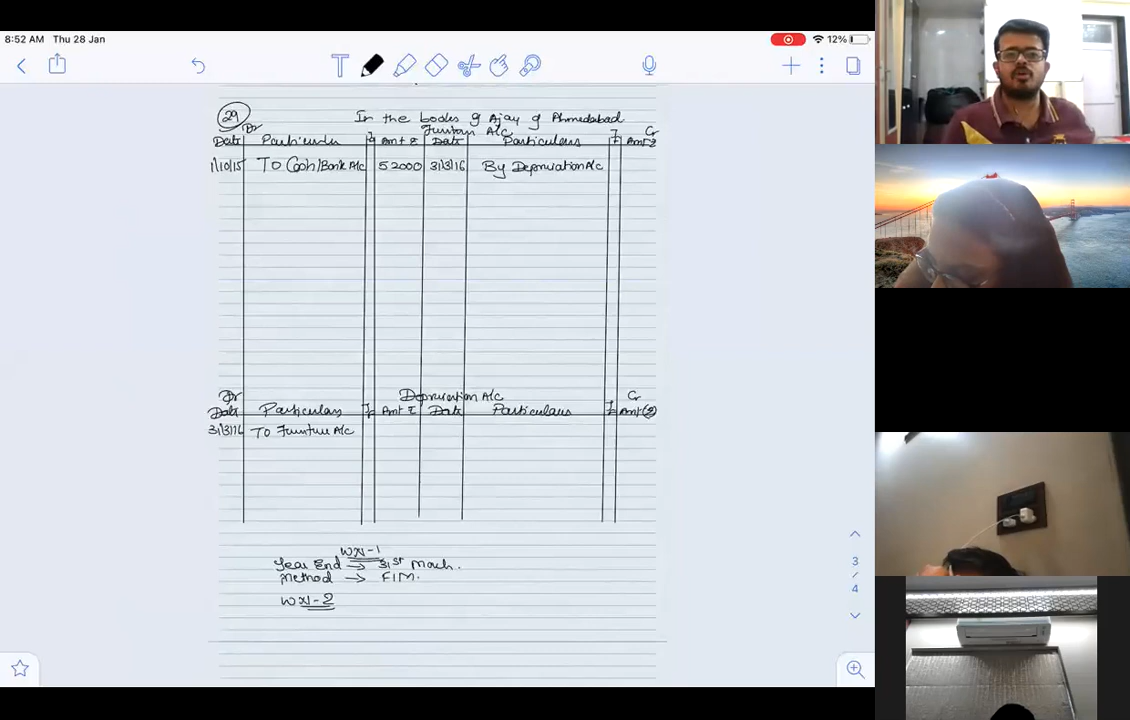 8:52 AM Thu 28 Jan
12%
29 In the books of Ajay of Ahmedabad
Dr Furniture A/c Cr
Date Particulars Amt ₹ Date Particulars Amt ₹
1/10/15 To Cash/Bank A/c 52000 31/3/16 By Depreciation A/c
Dr Depreciation A/c Cr
Date Particulars Amt ₹ Date Particulars Amt (₹)
31/3/16 To Furniture A/c
WN-1
Year End → 31st March.
Method → FIM.
WN-2
3
/
4